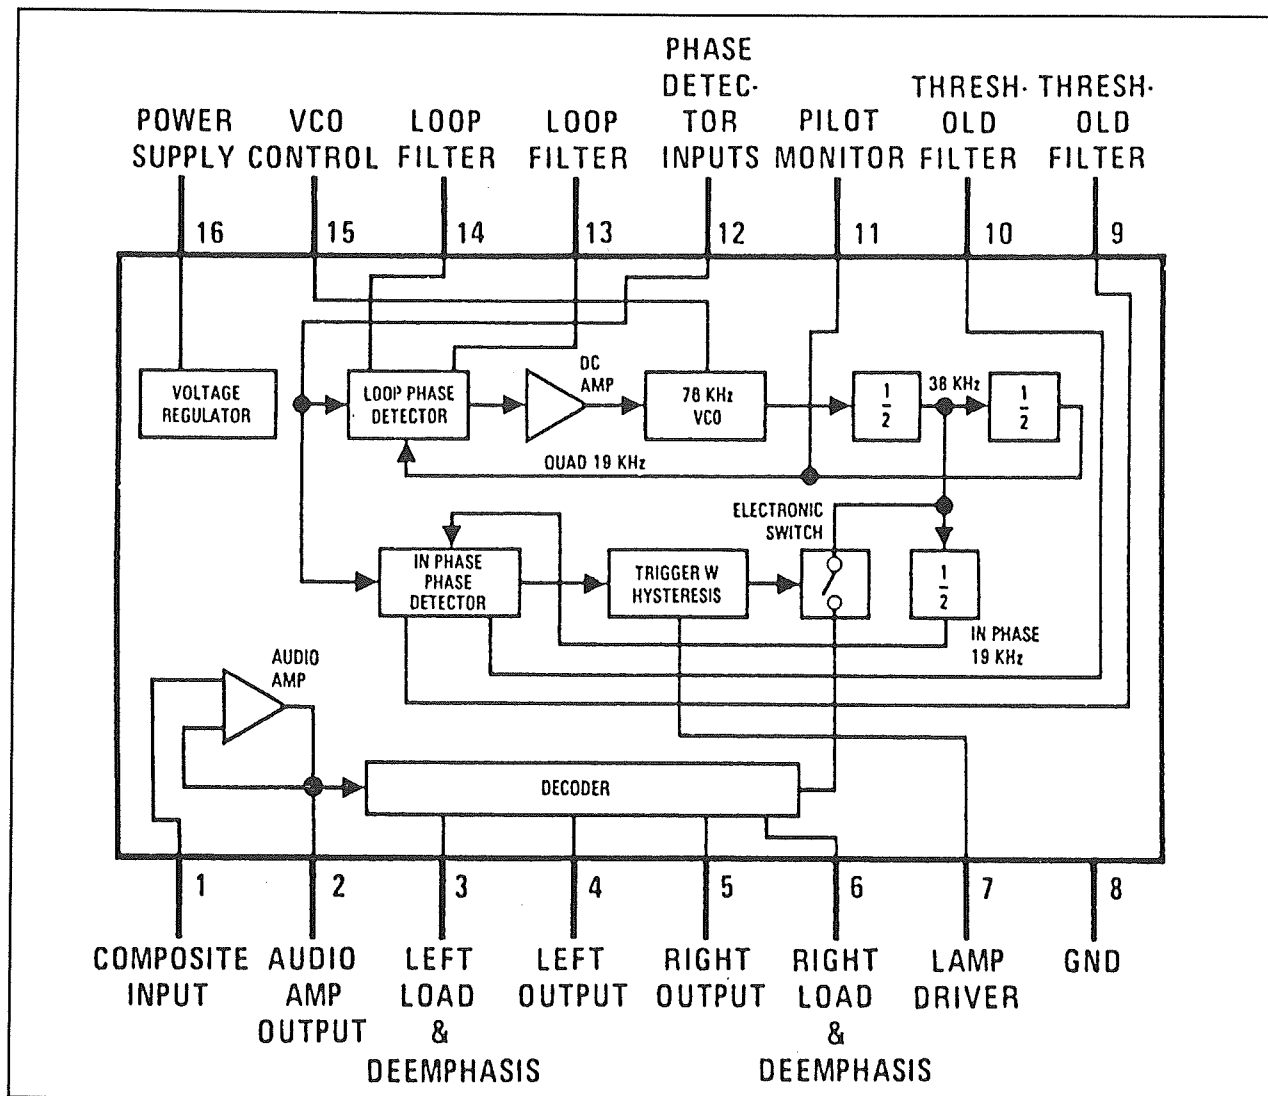 POWER SUPPLY
VCO CONTROL
LOOP FILTER
LOOP FILTER
PHASE DETEC- TOR INPUTS
PILOT MONITOR
THRESH- OLD FILTER
THRESH- OLD FILTER
16
15
14
13
12
11
10
9
VOLTAGE REGULATOR
LOOP PHASE DETECTOR
DC AMP
76 KHz VCO
1/2
38 KHz
1/2
QUAD 19 KHz
ELECTRONIC SWITCH
IN PHASE PHASE DETECTOR
TRIGGER W HYSTERESIS
1/2
IN PHASE 19 KHz
AUDIO AMP
DECODER
1
2
3
4
5
6
7
8
COMPOSITE INPUT
AUDIO AMP OUTPUT
LEFT LOAD & DEEMPHASIS
LEFT OUTPUT
RIGHT OUTPUT
RIGHT LOAD & DEEMPHASIS
LAMP DRIVER
GND